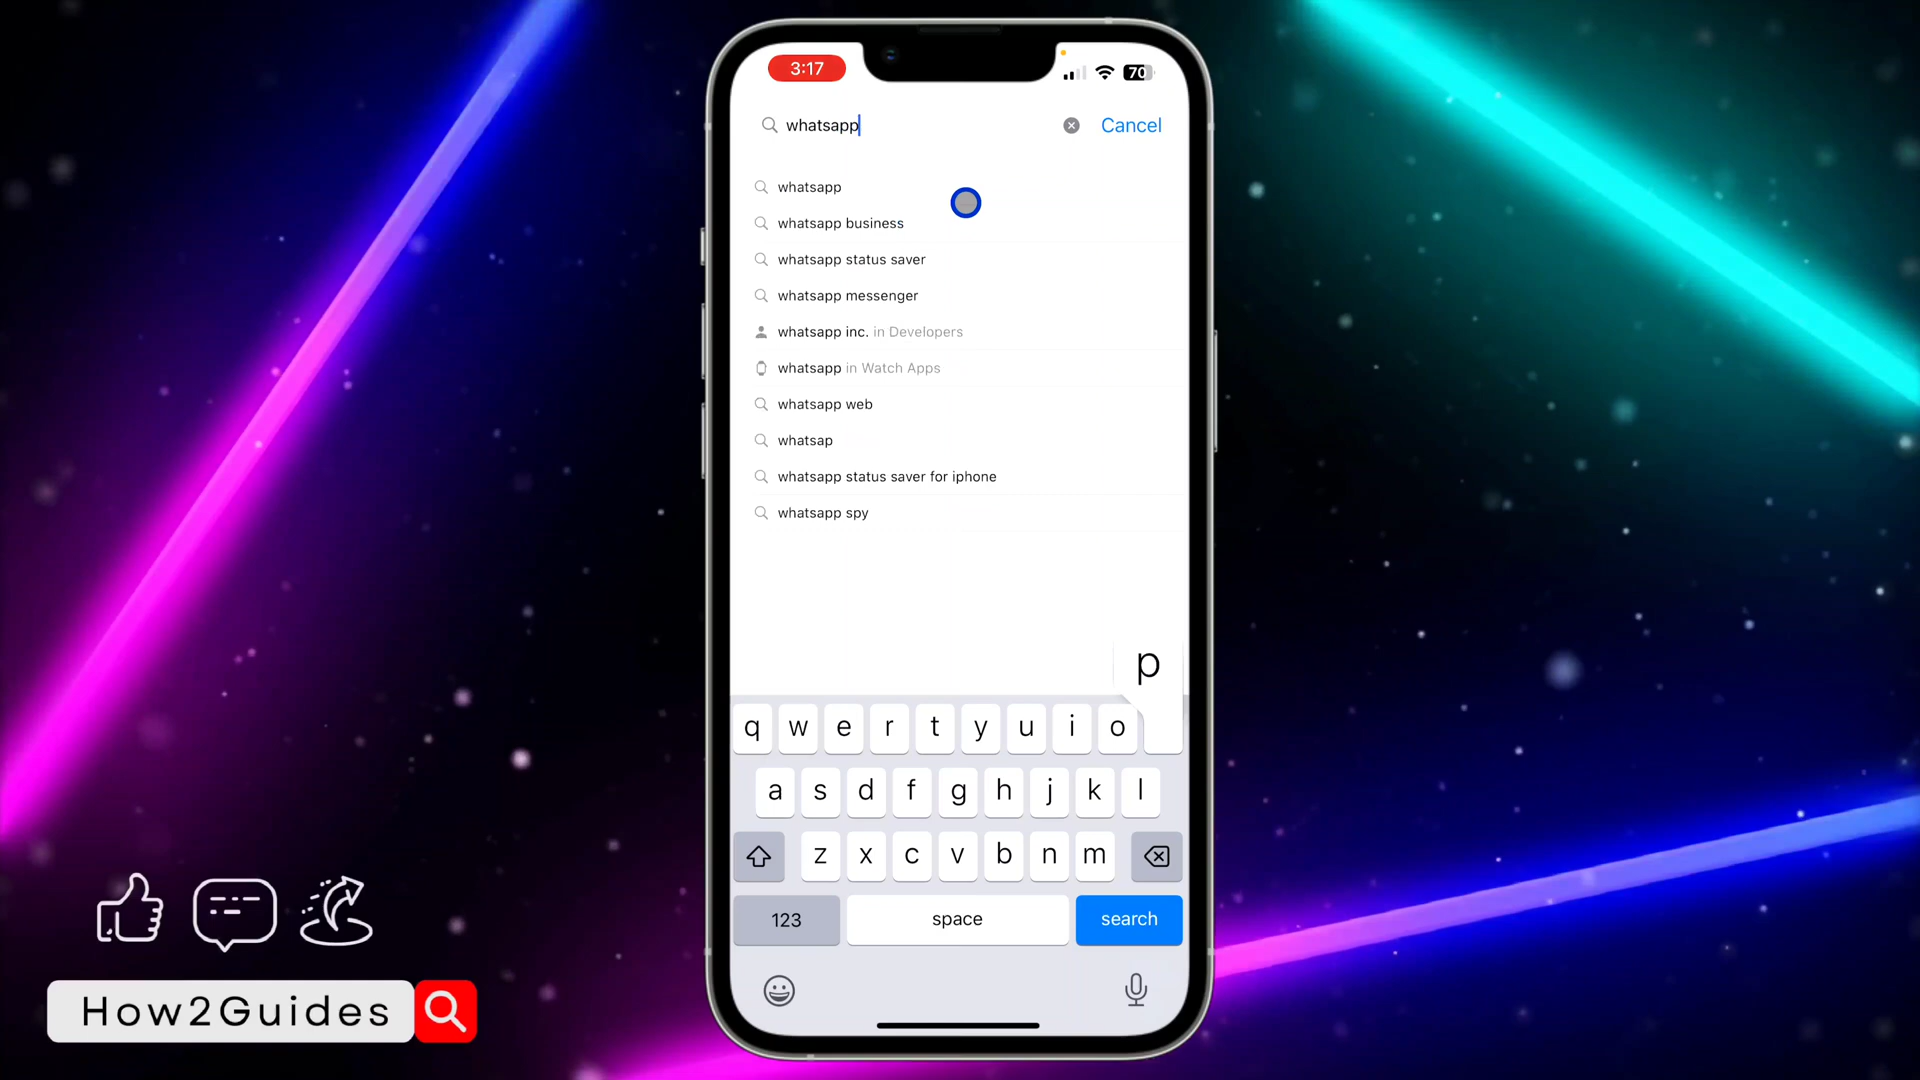 3:17
70
whatsapp
Cancel
whatsapp
whatsapp business
whatsapp status saver
whatsapp messenger
whatsapp inc. in Developers
whatsapp in Watch Apps
whatsapp web
whatsap
whatsapp status saver for iphone
whatsapp spy
p
q w e r t y u i o
a s d f g h j k l
z x c v b n m
123 space search
How2Guides